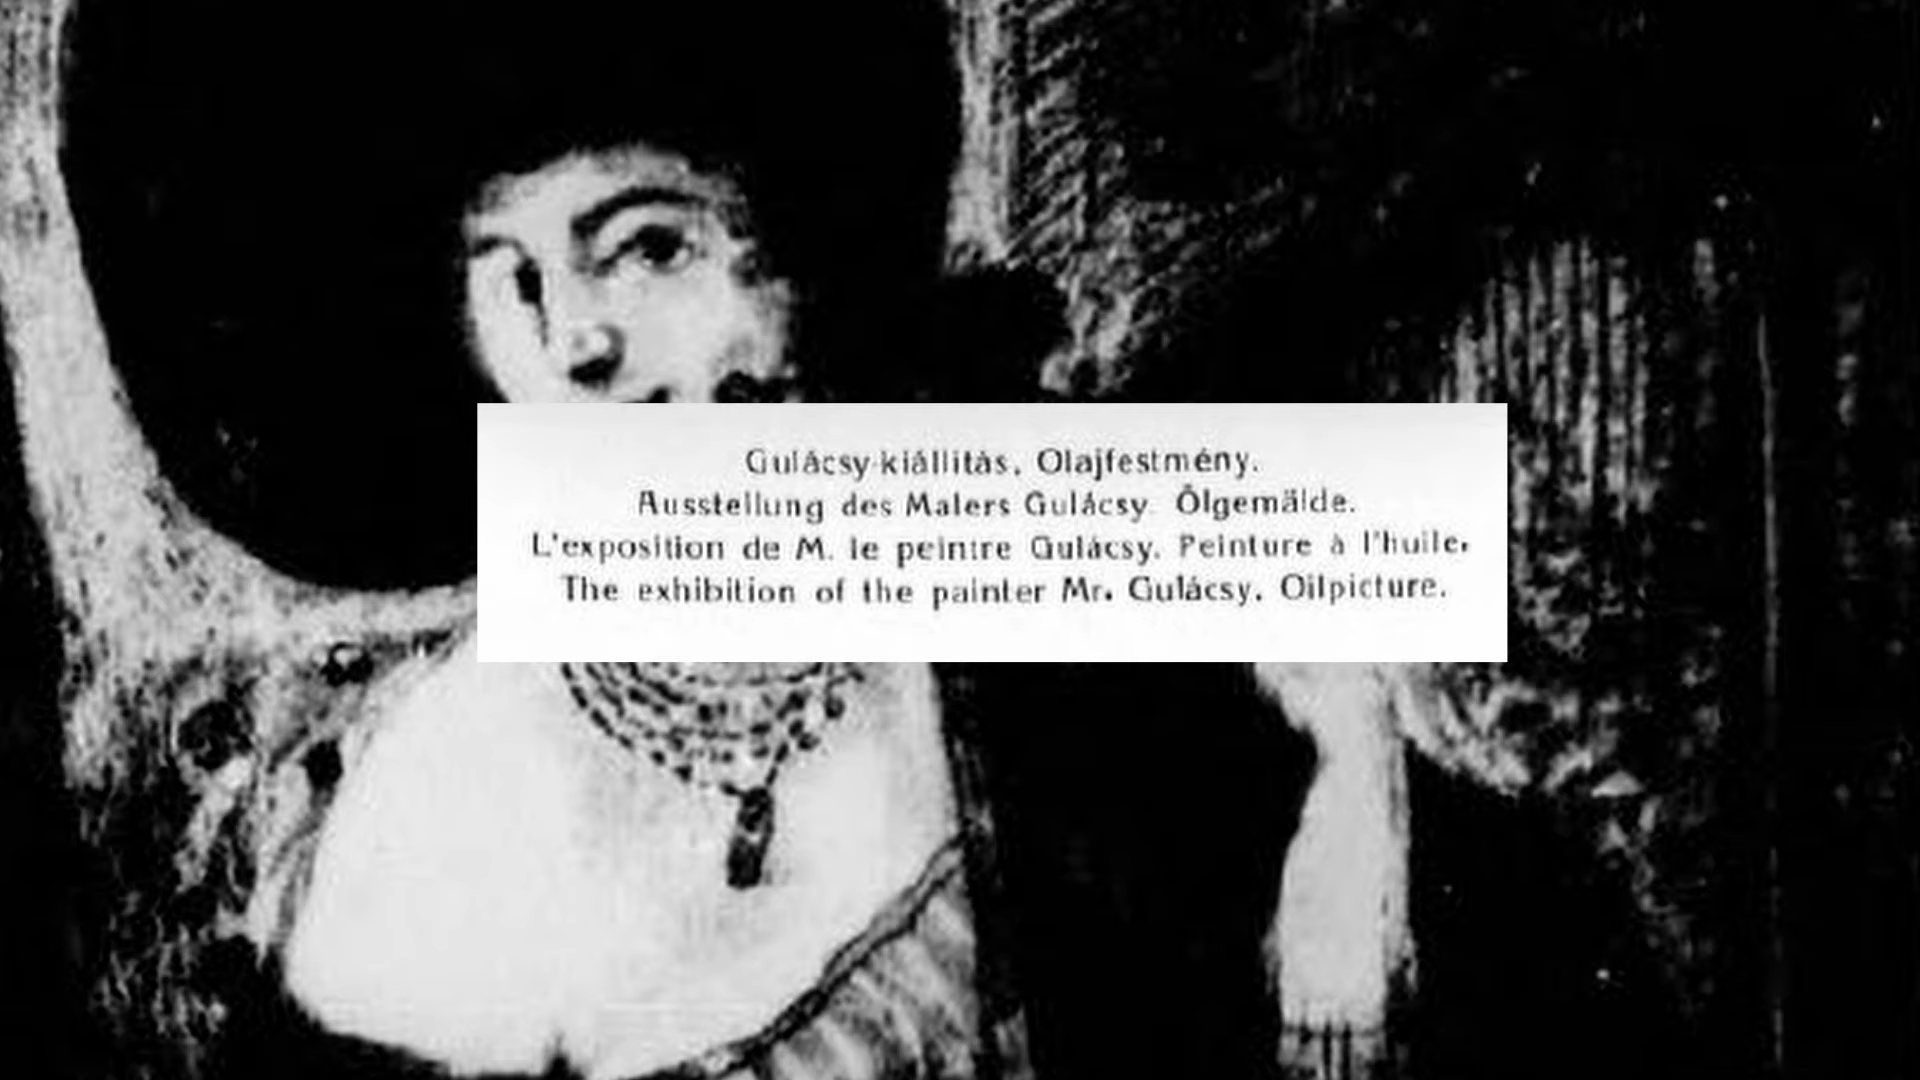 Gulácsy-kiállitás. Olajfestmény.
Ausstellung des Malers Gulácsy. Ölgemälde.
L'exposition de M. le peintre Gulácsy. Peinture à l'huile.
The exhibition of the painter Mr. Gulácsy. Oilpicture.